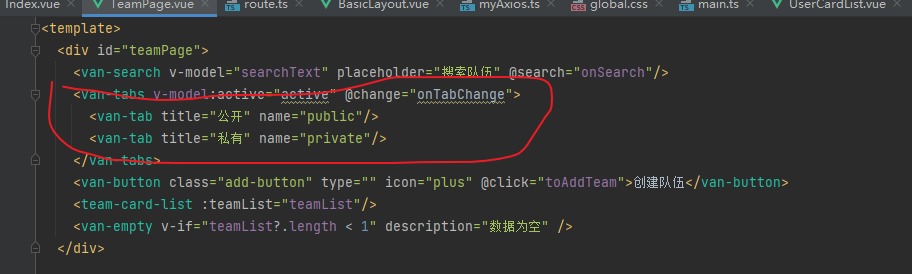 Index.vue TeamPage.vue route.ts BasicLayout.vue myAxios.ts global.css main.ts UserCardList.vue
<template>
<div id="teamPage">
<van-search v-model="searchText" placeholder="搜索队伍" @search="onSearch"/>
<van-tabs v-model:active="active" @change="onTabChange">
<van-tab title="公开" name="public"/>
<van-tab title="私有" name="private"/>
</van-tabs>
<van-button class="add-button" type="" icon="plus" @click="toAddTeam">创建队伍</van-button>
<team-card-list :teamList="teamList"/>
<van-empty v-if="teamList?.length < 1" description="数据为空" />
</div>